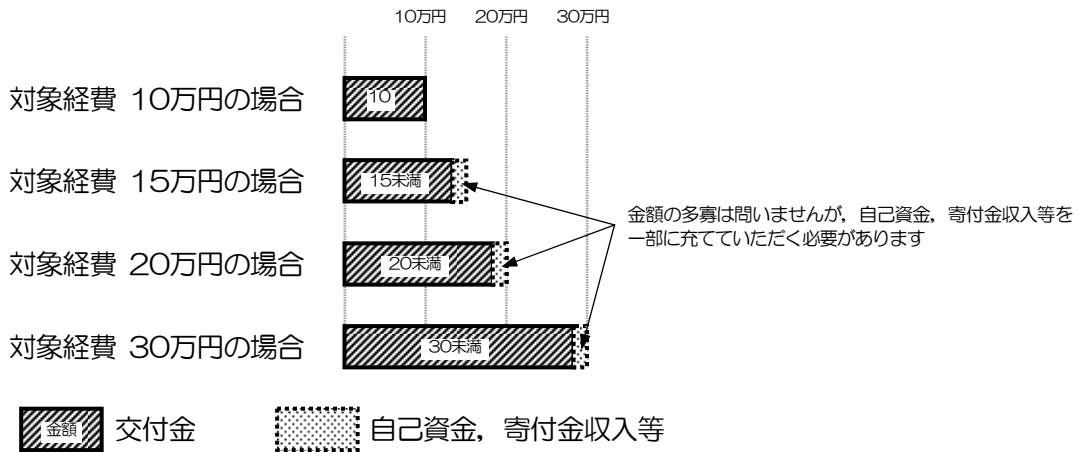 10万円 20万円 30万円
対象経費 10万円の場合
10
対象経費 15万円の場合
15未満
金額の多寡は問いませんが，自己資金，寄付金収入等を
一部に充てていただく必要があります
対象経費 20万円の場合
20未満
対象経費 30万円の場合
30未満
金額 交付金 自己資金，寄付金収入等